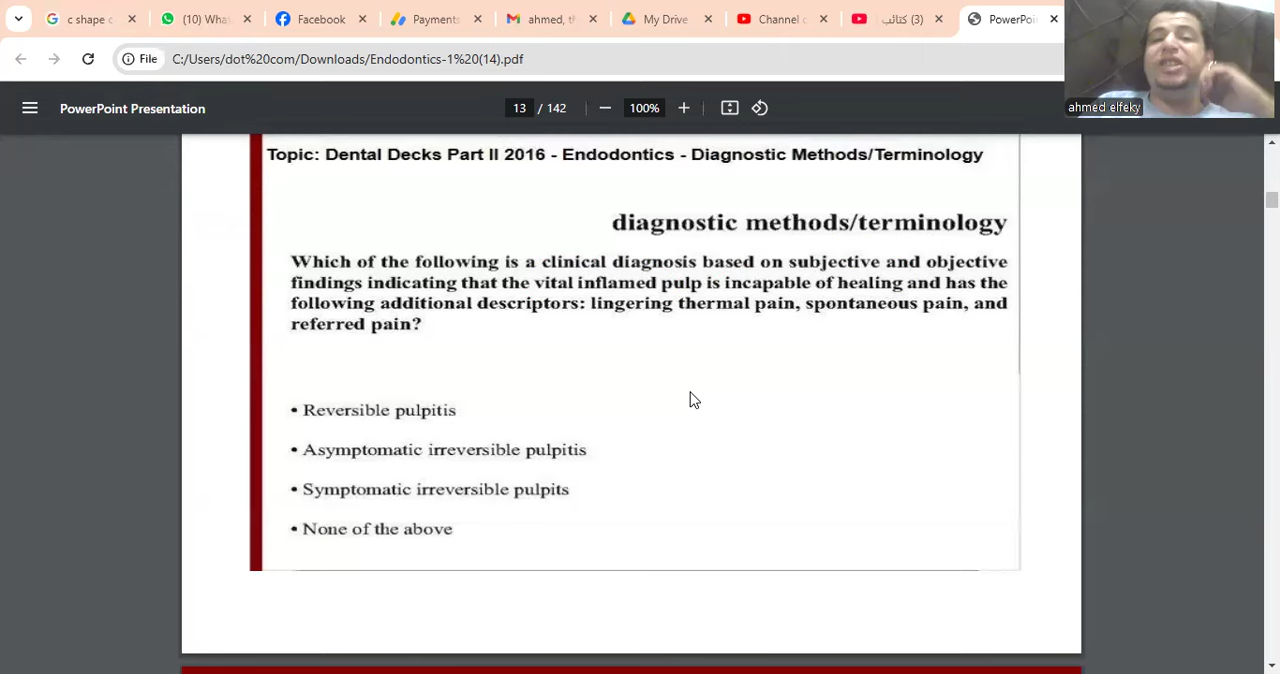 c shape c
(10) Wha
Facebook
Payments
ahmed, th
My Drive
Channel c
(3) كتائب
PowerPoi
File
C:/Users/dot%20com/Downloads/Endodontics-1%20(14).pdf
ahmed elfeky
PowerPoint Presentation
13 / 142
100%
Topic: Dental Decks Part II 2016 - Endodontics - Diagnostic Methods/Terminology
diagnostic methods/terminology
Which of the following is a clinical diagnosis based on subjective and objective
findings indicating that the vital inflamed pulp is incapable of healing and has the
following additional descriptors: lingering thermal pain, spontaneous pain, and
referred pain?
• Reversible pulpitis
• Asymptomatic irreversible pulpitis
• Symptomatic irreversible pulpits
• None of the above